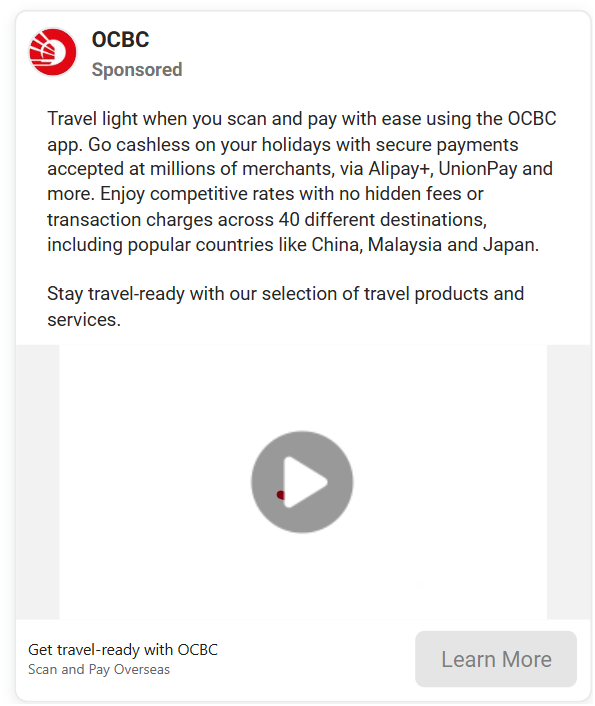 OCBC
Sponsored
Travel light when you scan and pay with ease using the OCBC
app. Go cashless on your holidays with secure payments
accepted at millions of merchants, via Alipay+, UnionPay and
more. Enjoy competitive rates with no hidden fees or
transaction charges across 40 different destinations,
including popular countries like China, Malaysia and Japan.
Stay travel-ready with our selection of travel products and
services.
Get travel-ready with OCBC
Scan and Pay Overseas
Learn More